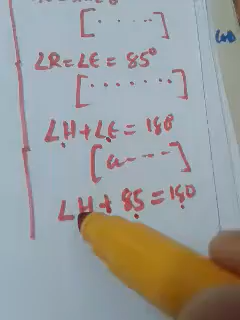 [.....]
∠R=∠E=85°
[.......]
∠H+∠E=180°
[a---]
∠H+85=180